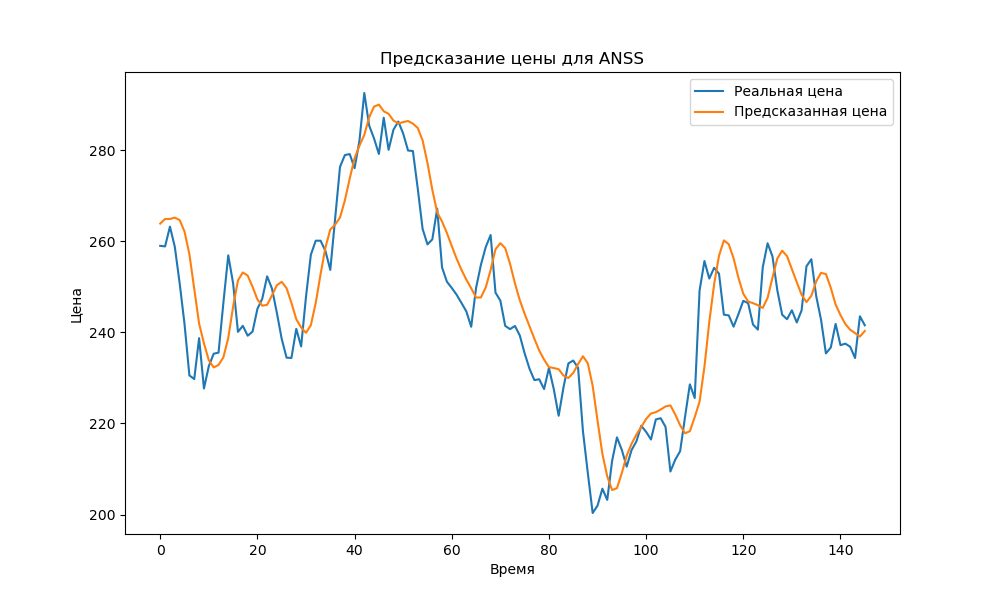 Предсказание цены для ANSS
Реальная цена
Предсказанная цена
Цена
280
260
240
220
200
0 20 40 60 80 100 120 140
Время